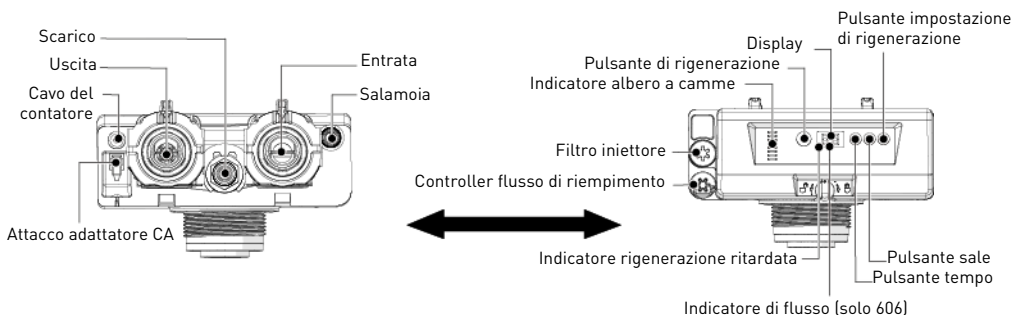 Scarico
Uscita
Cavo del
contatore
Attacco adattatore CA
Entrata
Salamoia
Pulsante impostazione
di rigenerazione
Display
Pulsante di rigenerazione
Indicatore albero a camme
Filtro iniettore
Controller flusso di riempimento
Indicatore rigenerazione ritardata
Pulsante sale
Pulsante tempo
Indicatore di flusso (solo 606)